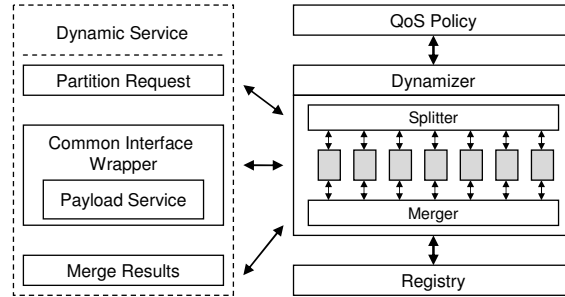 Dynamic Service
Partition Request
Common Interface
Wrapper
Payload Service
Merge Results
QoS Policy
Dynamizer
Splitter
Merger
Registry